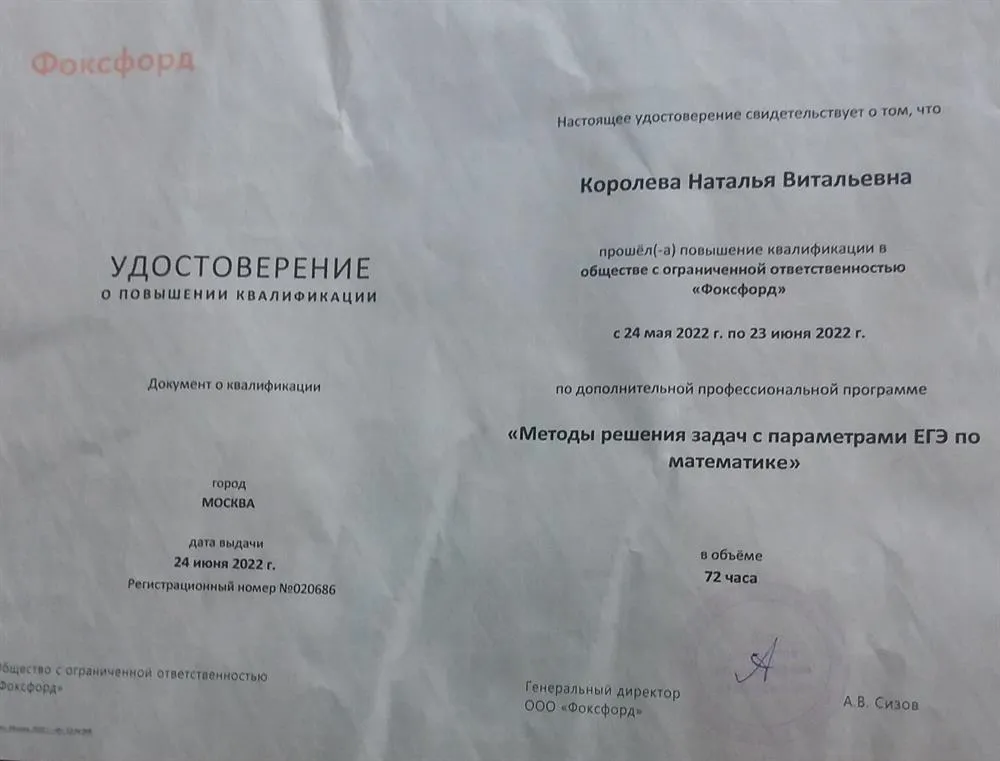 Фоксфорд
УДОСТОВЕРЕНИЕ
О ПОВЫШЕНИИ КВАЛИФИКАЦИИ
Документ о квалификации
город
МОСКВА
дата выдачи
24 июня 2022 г.
Регистрационный номер №020686
Общество с ограниченной ответственностью
Фоксфорд»
Настоящее удостоверение свидетельствует о том, что
Королева Наталья Витальевна
прошёл(-а) повышение квалификации в
обществе с ограниченной ответственностью
«Фоксфорд»
с 24 мая 2022 г. по 23 июня 2022 г.
по дополнительной профессиональной программе
«Методы решения задач с параметрами ЕГЭ по
математике»
в объёме
72 часа
Генеральный директор
ООО «Фоксфорд»
А.В. Сизов